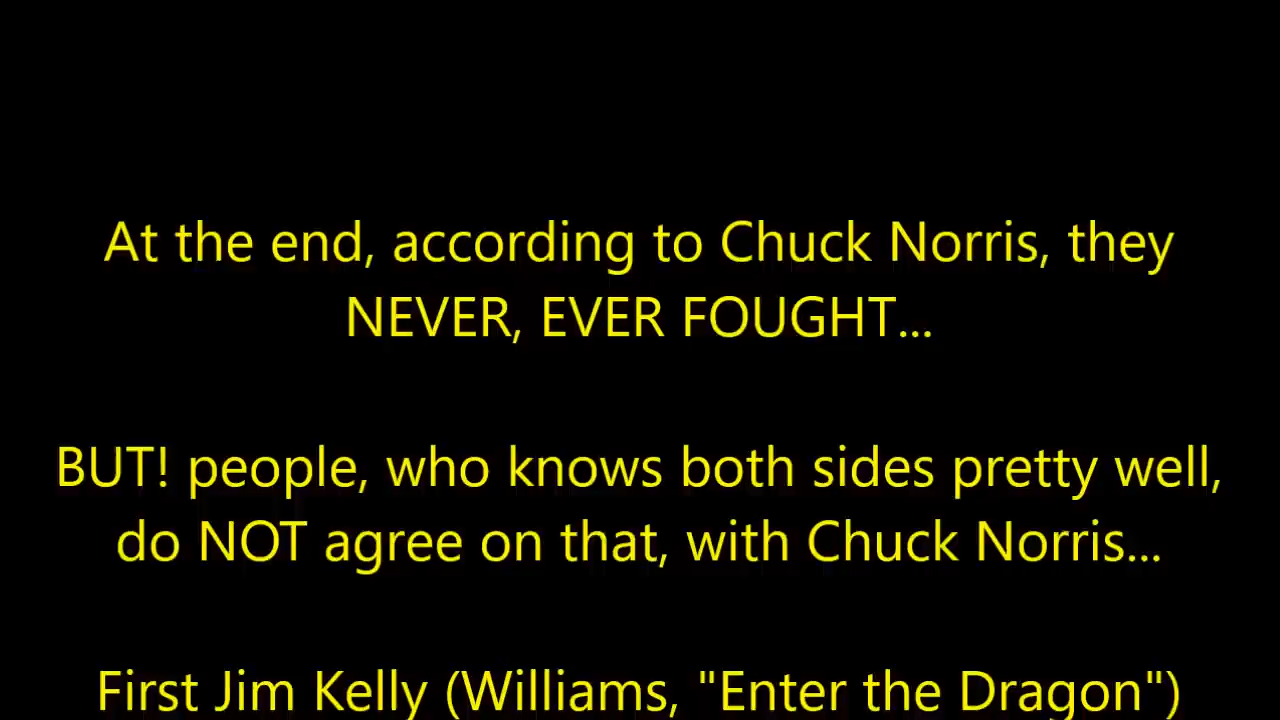 At the end, according to Chuck Norris, they
NEVER, EVER FOUGHT...
BUT! people, who knows both sides pretty well,
do NOT agree on that, with Chuck Norris...
First Jim Kelly (Williams, "Enter the Dragon")